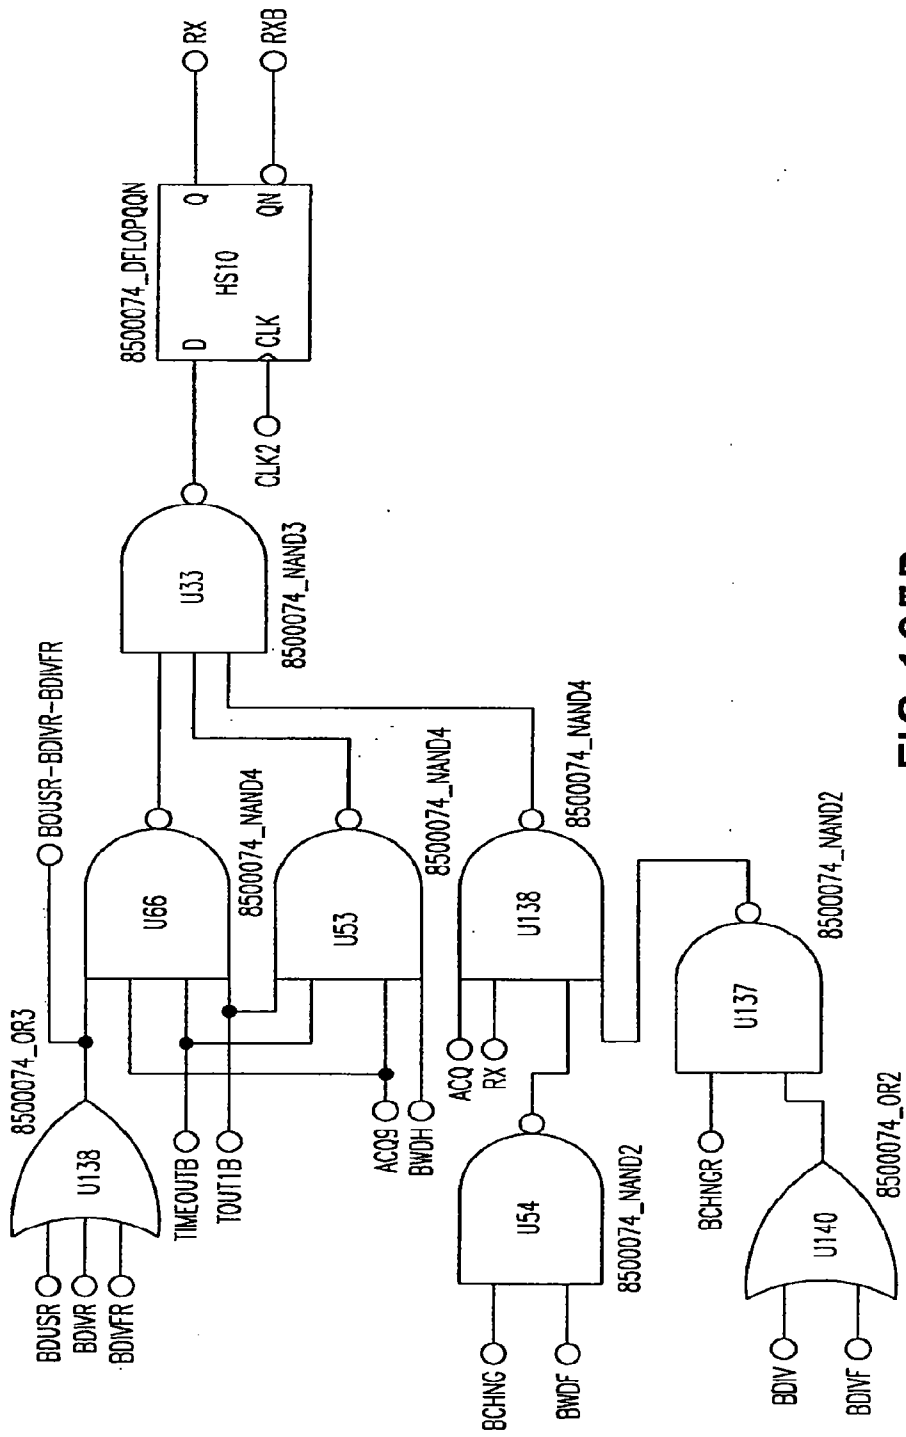 RX
RXB
8500074_DFLOPQQN
D
Q
HS10
CLK
QN
CLK2
U33
8500074_NAND3
BOUSR-BDIVR-BDIVFR
8500074_OR3
U138
BDUSR
BDIVR
BDIVFR
U66
8500074_NAND4
TIMEOUTB
TOUT1B
U53
8500074_NAND4
ACQ9
BWDH
ACQ
RX
U138
8500074_NAND4
U54
8500074_NAND2
BCHNG
BWDF
U137
8500074_NAND2
BCHNGR
U140
8500074_OR2
BDIV
BDIVF